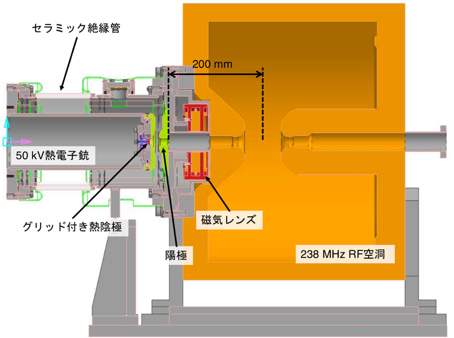 セラミック絶縁管
200 mm
50 kV熱電子銃
グリッド付き熱陰極
磁気レンズ
陽極
238 MHz RF空洞